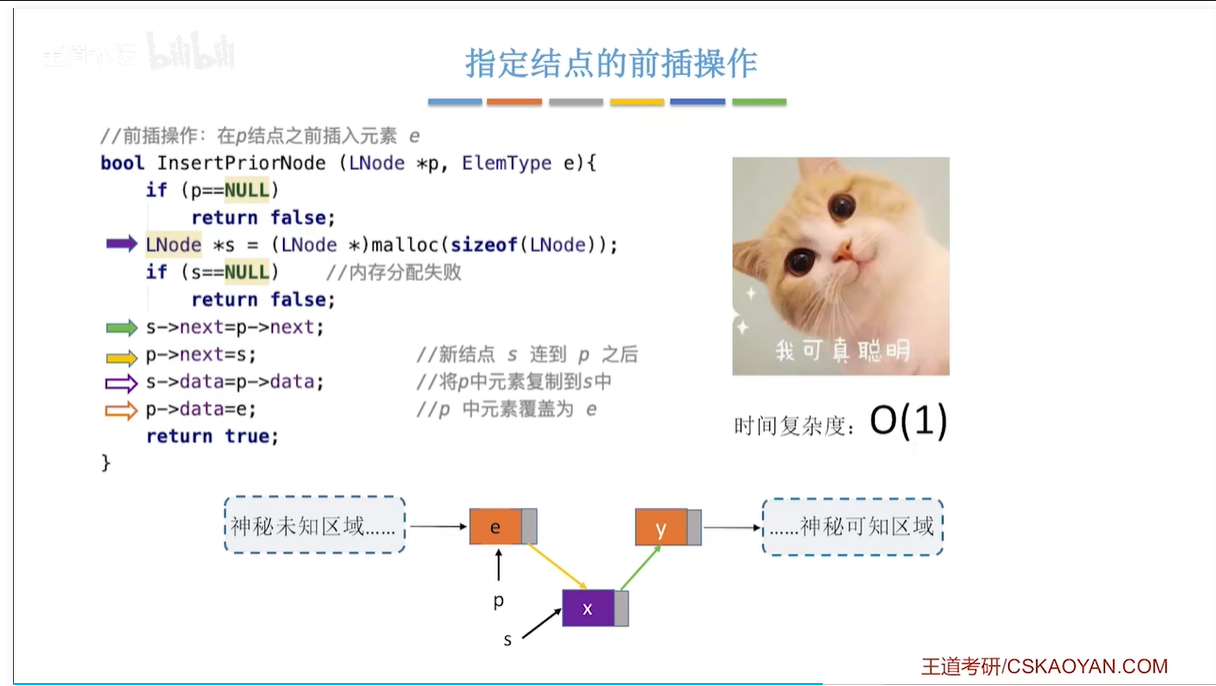 bilibili
指定结点的前插操作
//前插操作：在p结点之前插入元素 e
bool InsertPriorNode (LNode *p, ElemType e){
if (p==NULL)
return false;
LNode *s = (LNode *)malloc(sizeof(LNode));
if (s==NULL) //内存分配失败
return false;
s->next=p->next;
p->next=s; //新结点 s 连到 p 之后
s->data=p->data; //将p中元素复制到s中
p->data=e; //p 中元素覆盖为 e
return true;
}
我可真聪明
时间复杂度：O(1)
神秘未知区域…… e y ……神秘可知区域
p x
s
王道考研/CSKAOYAN.COM